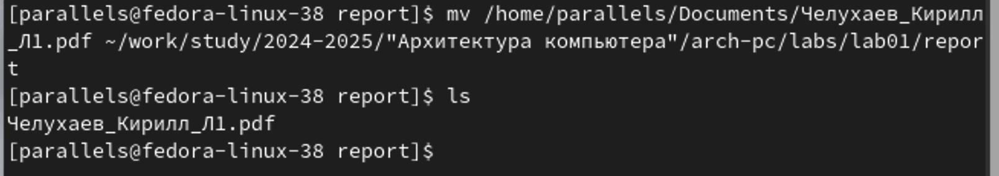 [parallels@fedora-linux-38 report]$ mv /home/parallels/Documents/Челухаев_Кирилл
_Л1.pdf ~/work/study/2024-2025/"Архитектура компьютера"/arch-pc/labs/lab01/repor
t
[parallels@fedora-linux-38 report]$ ls
Челухаев_Кирилл_Л1.pdf
[parallels@fedora-linux-38 report]$